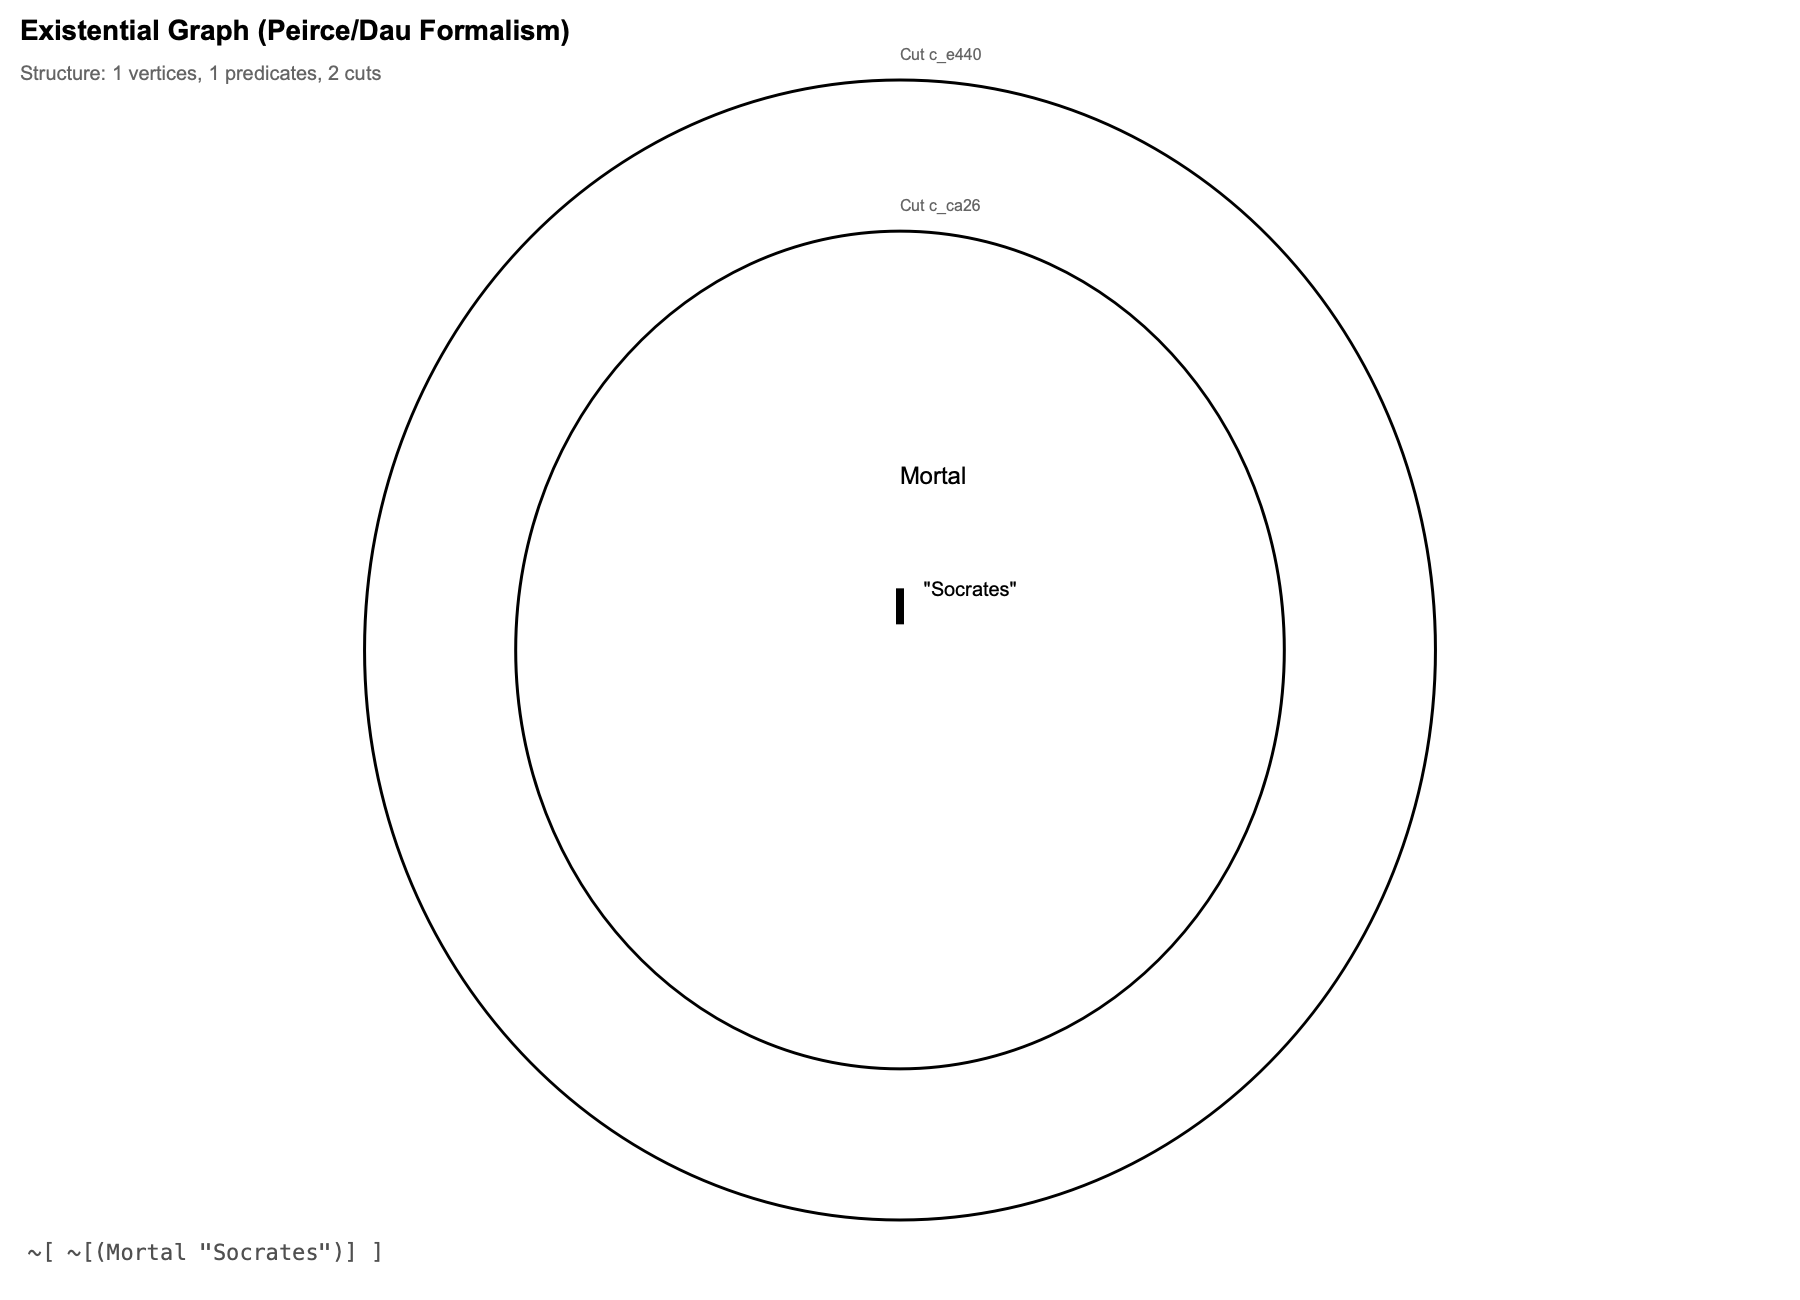 Existential Graph (Peirce/Dau Formalism)
Structure: 1 vertices, 1 predicates, 2 cuts
Cut c_e440
Cut c_ca26
Mortal
"Socrates"
~[ ~[(Mortal "Socrates")] ]